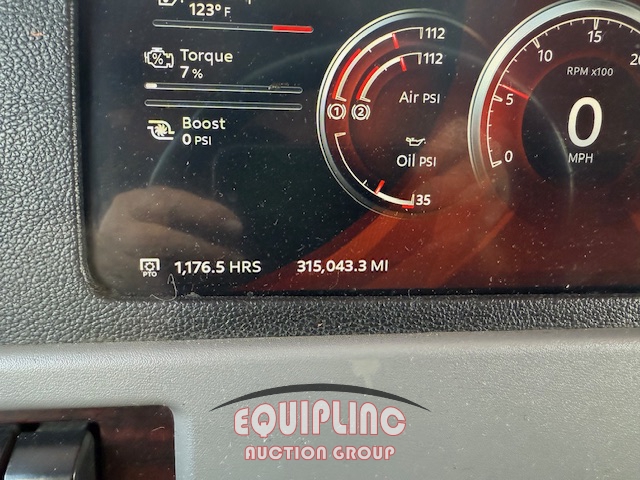 123° F
Torque
7 %
Boost
0 PSI
112
112
Air PSI
1 2
Oil PSI
35
15
10
20
RPM x100
5
0
0
MPH
PTO
1,176.5 HRS 315,043.3 MI
EQUIPLINC
AUCTION GROUP